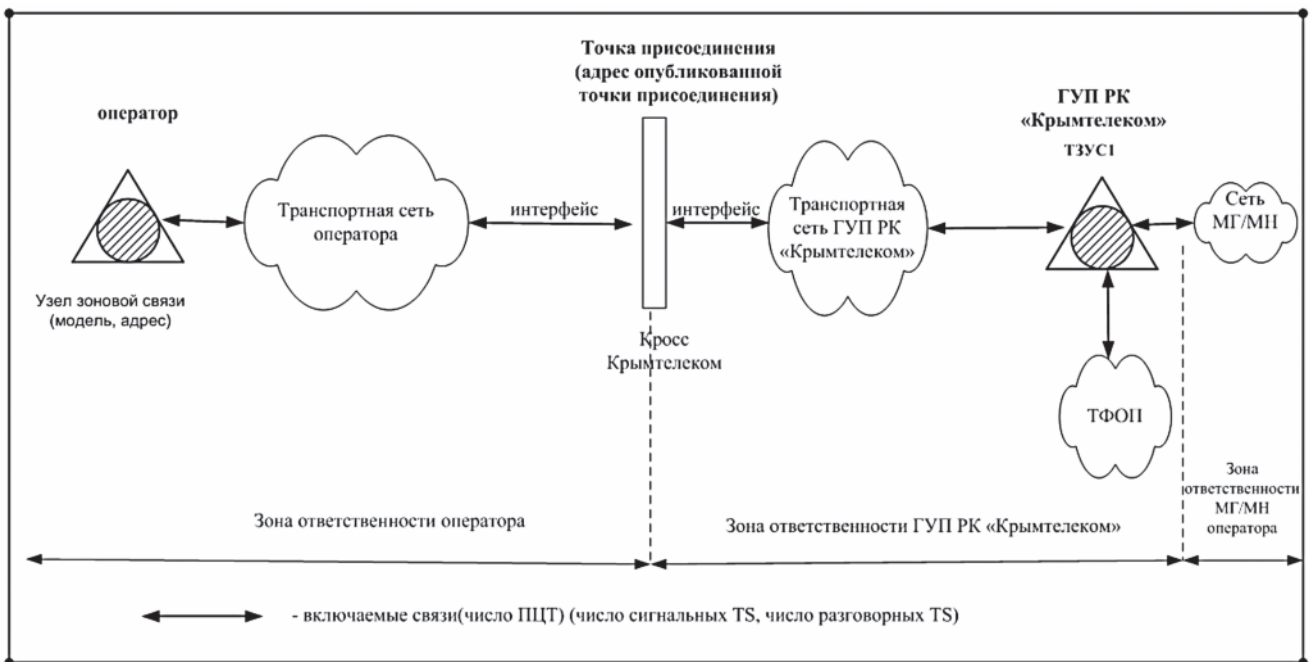 Точка присоединения
(адрес опубликованной
точки присоединения)
оператор
ГУП РК
«Крымтелеком»
ТЗУС1
Транспортная сеть
оператора
интерфейс
интерфейс
Транспортная
сеть ГУП РК
«Крымтелеком»
Сеть
МГ/МН
Узел зоновой связи
(модель, адрес)
Кросс
Крымтелеком
ТФОП
Зона ответственности оператора
Зона ответственности ГУП РК «Крымтелеком»
Зона
ответственности
МГ/МН
оператора
- включаемые связи(число ПЦТ) (число сигнальных TS, число разговорных TS)